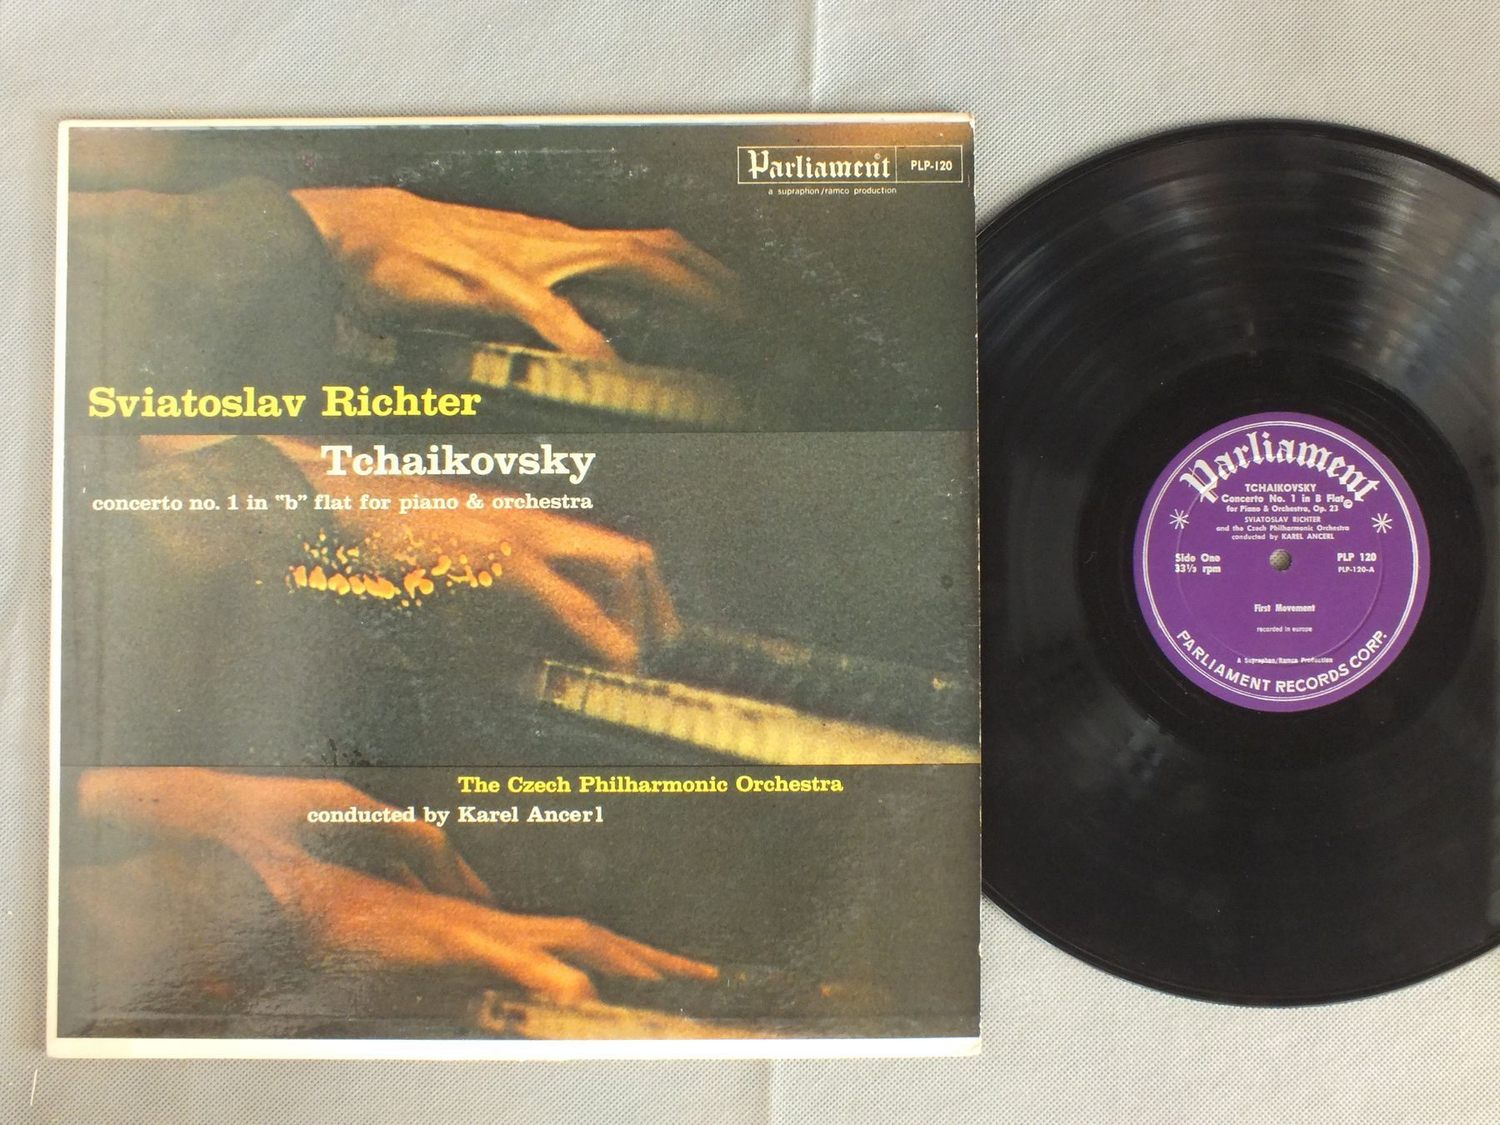 Parliament PLP-120
a supraphon/ramco production
Sviatoslav Richter
Tchaikovsky
concerto no. 1 in "b" flat for piano & orchestra
The Czech Philharmonic Orchestra
conducted by Karel Ancerl
Parliament
TCHAIKOVSKY
Concerto No. 1 in B Flat
for Piano & Orchestra, Op. 23
SVIATOSLAV RICHTER
and the Czech Philharmonic Orchestra
conducted by KAREL ANCERL
Side One PLP 120
33⅓ rpm PLP-120-A
First Movement
recorded in europe
A Supraphon/Ramco Production
PARLIAMENT RECORDS CORP.